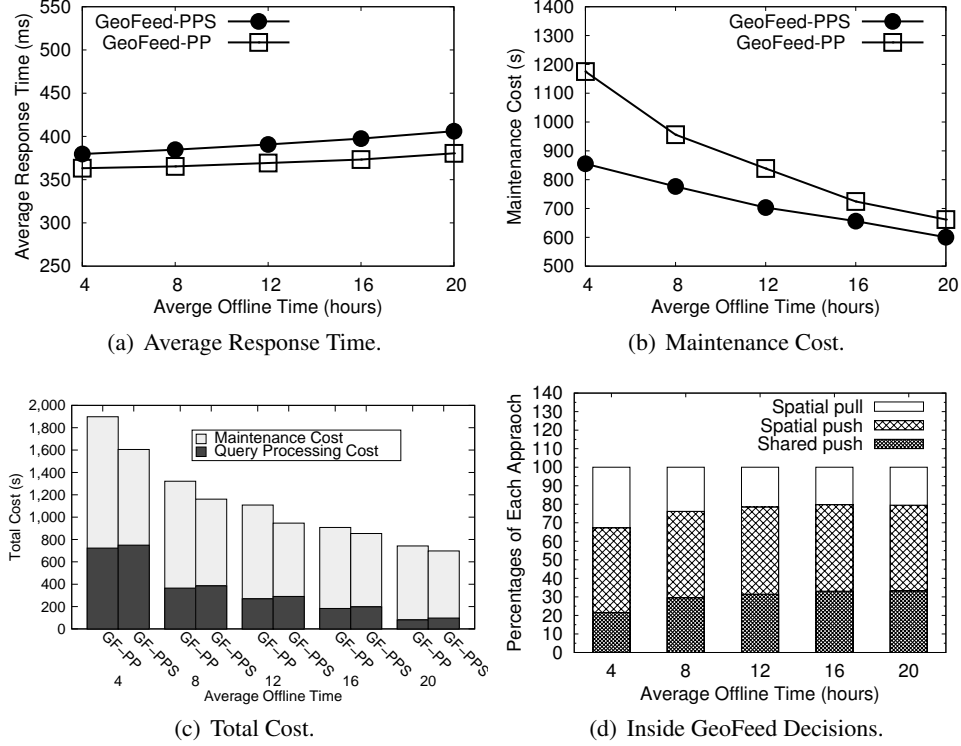 550
500
450
400
350
300
250
Average Response Time (ms)
GeoFeed-PPS
GeoFeed-PP
4 8 12 16 20
Averge Offline Time (hours)
(a) Average Response Time.
1400
1300
1200
1100
1000
900
800
700
600
500
Maintenance Cost (s)
GeoFeed-PPS
GeoFeed-PP
4 8 12 16 20
Averge Offline Time (hours)
(b) Maintenance Cost.
2,000
1,800
1,600
1,400
1,200
1,000
800
600
400
200
0
Total Cost (s)
Maintenance Cost
Query Processing Cost
GF-PP GF-PPS GF-PP GF-PPS GF-PP GF-PPS GF-PP GF-PPS GF-PP GF-PPS
4 8 12 16 20
Average Offline Time
(c) Total Cost.
140
130
120
110
100
90
80
70
60
50
40
30
20
10
0
Percentages of Each Appraoch
Spatial pull
Spatial push
Shared push
4 8 12 16 20
Average Offline Time (hours)
(d) Inside GeoFeed Decisions.